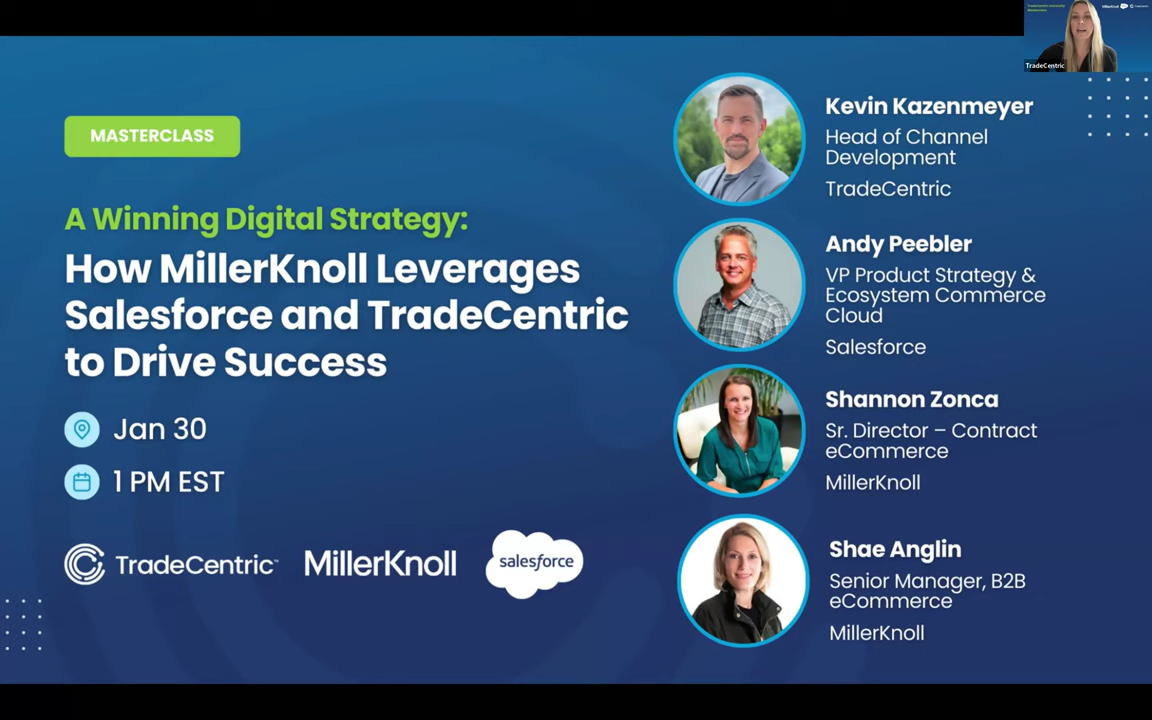 MASTERCLASS
A Winning Digital Strategy:
How MillerKnoll Leverages
Salesforce and TradeCentric
to Drive Success
Jan 30
1 PM EST
TradeCentric™
MillerKnoll
salesforce
Kevin Kazenmeyer
Head of Channel
Development
TradeCentric
Andy Peebler
VP Product Strategy &
Ecosystem Commerce
Cloud
Salesforce
Shannon Zonca
Sr. Director – Contract
eCommerce
MillerKnoll
Shae Anglin
Senior Manager, B2B
eCommerce
MillerKnoll
MillerKnoll
TradeCentric